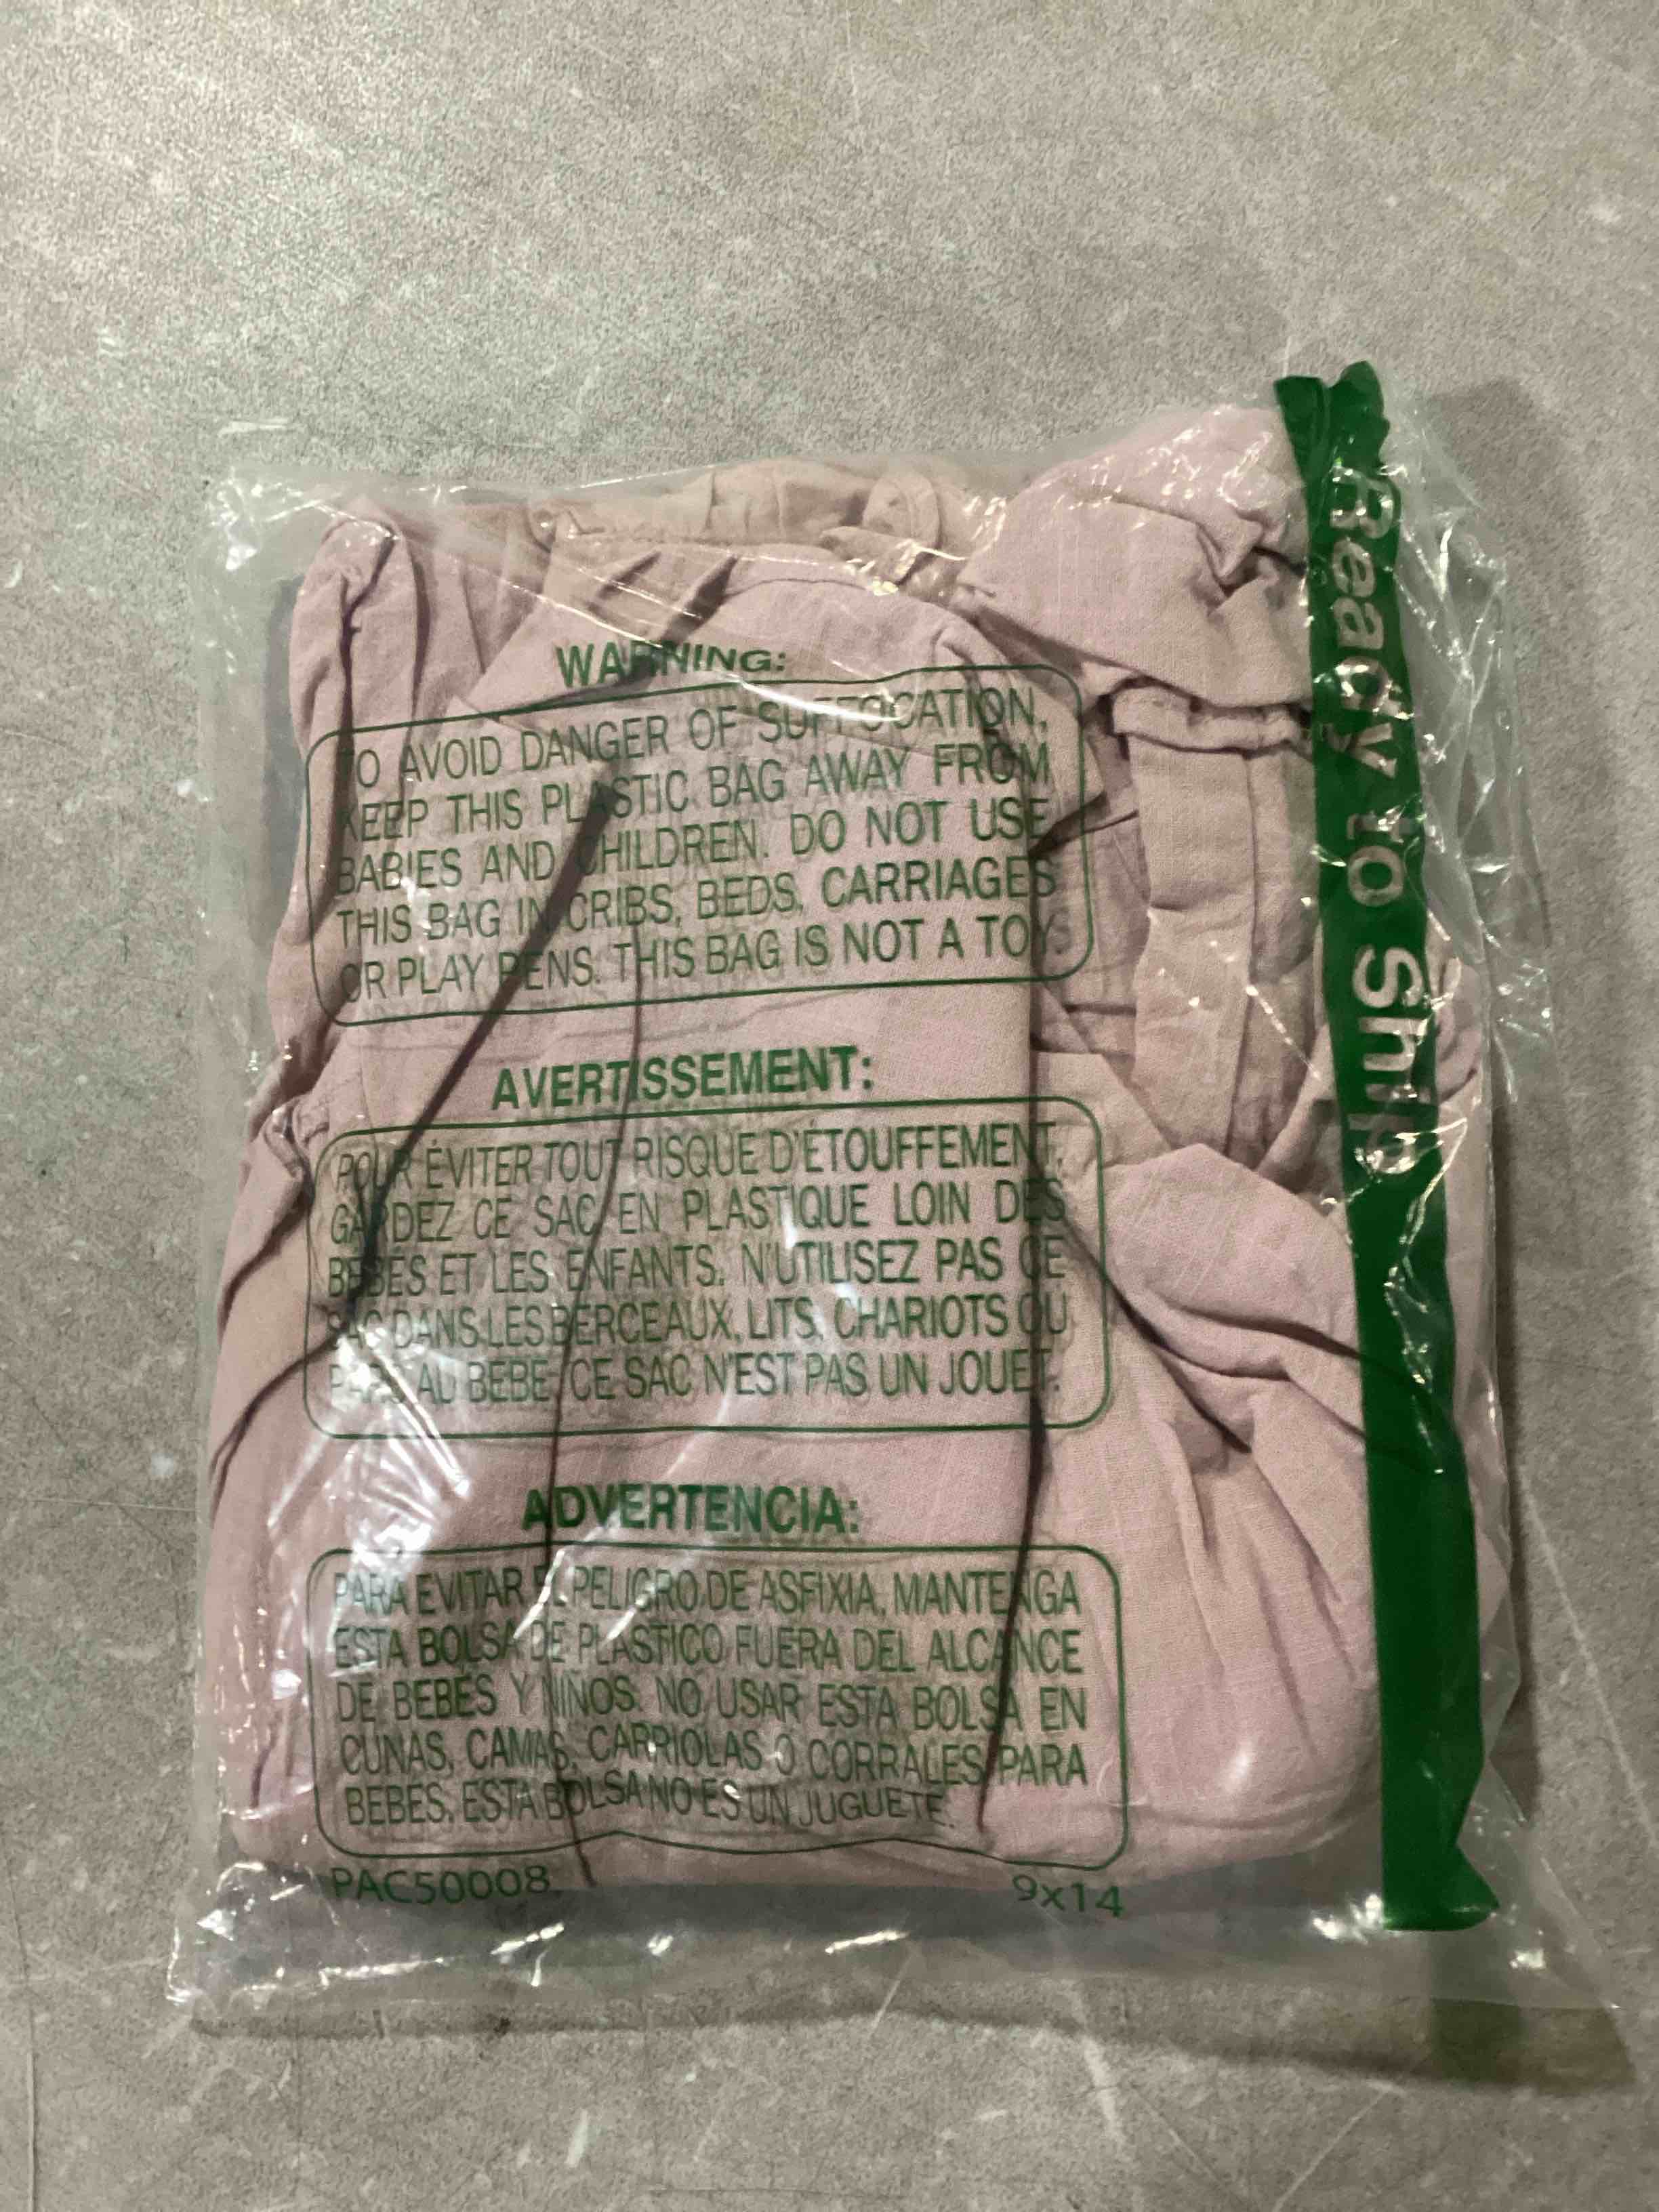 WARNING:
TO AVOID DANGER OF SUFFOCATION,
KEEP THIS PLASTIC BAG AWAY FROM
BABIES AND CHILDREN. DO NOT USE
THIS BAG IN CRIBS, BEDS, CARRIAGES
OR PLAY PENS. THIS BAG IS NOT A TOYS
AVERTISSEMENT:
POUR ÉVITER TOUT RISQUE D'ÉTOUFFEMENT,
GARDEZ CE SAC EN PLASTIQUE LOIN DES
BEBÉS ET LES ENFANTS. N'UTILISEZ PAS CE
SAC DANS LES BERCEAUX, LITS, CHARIOTS OU
AU BEBE. CE SAC N'EST PAS UN JOUET.
ADVERTENCIA:
PARA EVITAR EL PELIGRO DE ASFIXIA, MANTENGA
ESTA BOLSA DE PLASTICO FUERA DEL ALCANCE
DE BEBÉS Y NIÑOS. NO USAR ESTA BOLSA EN
CUNAS, CAMAS, CARRIOLAS O CORRALES PARA
BEBES. ESTA BOLSA NO ES UN JUGUETE.
PAC50008
9x14
Ready to Ship